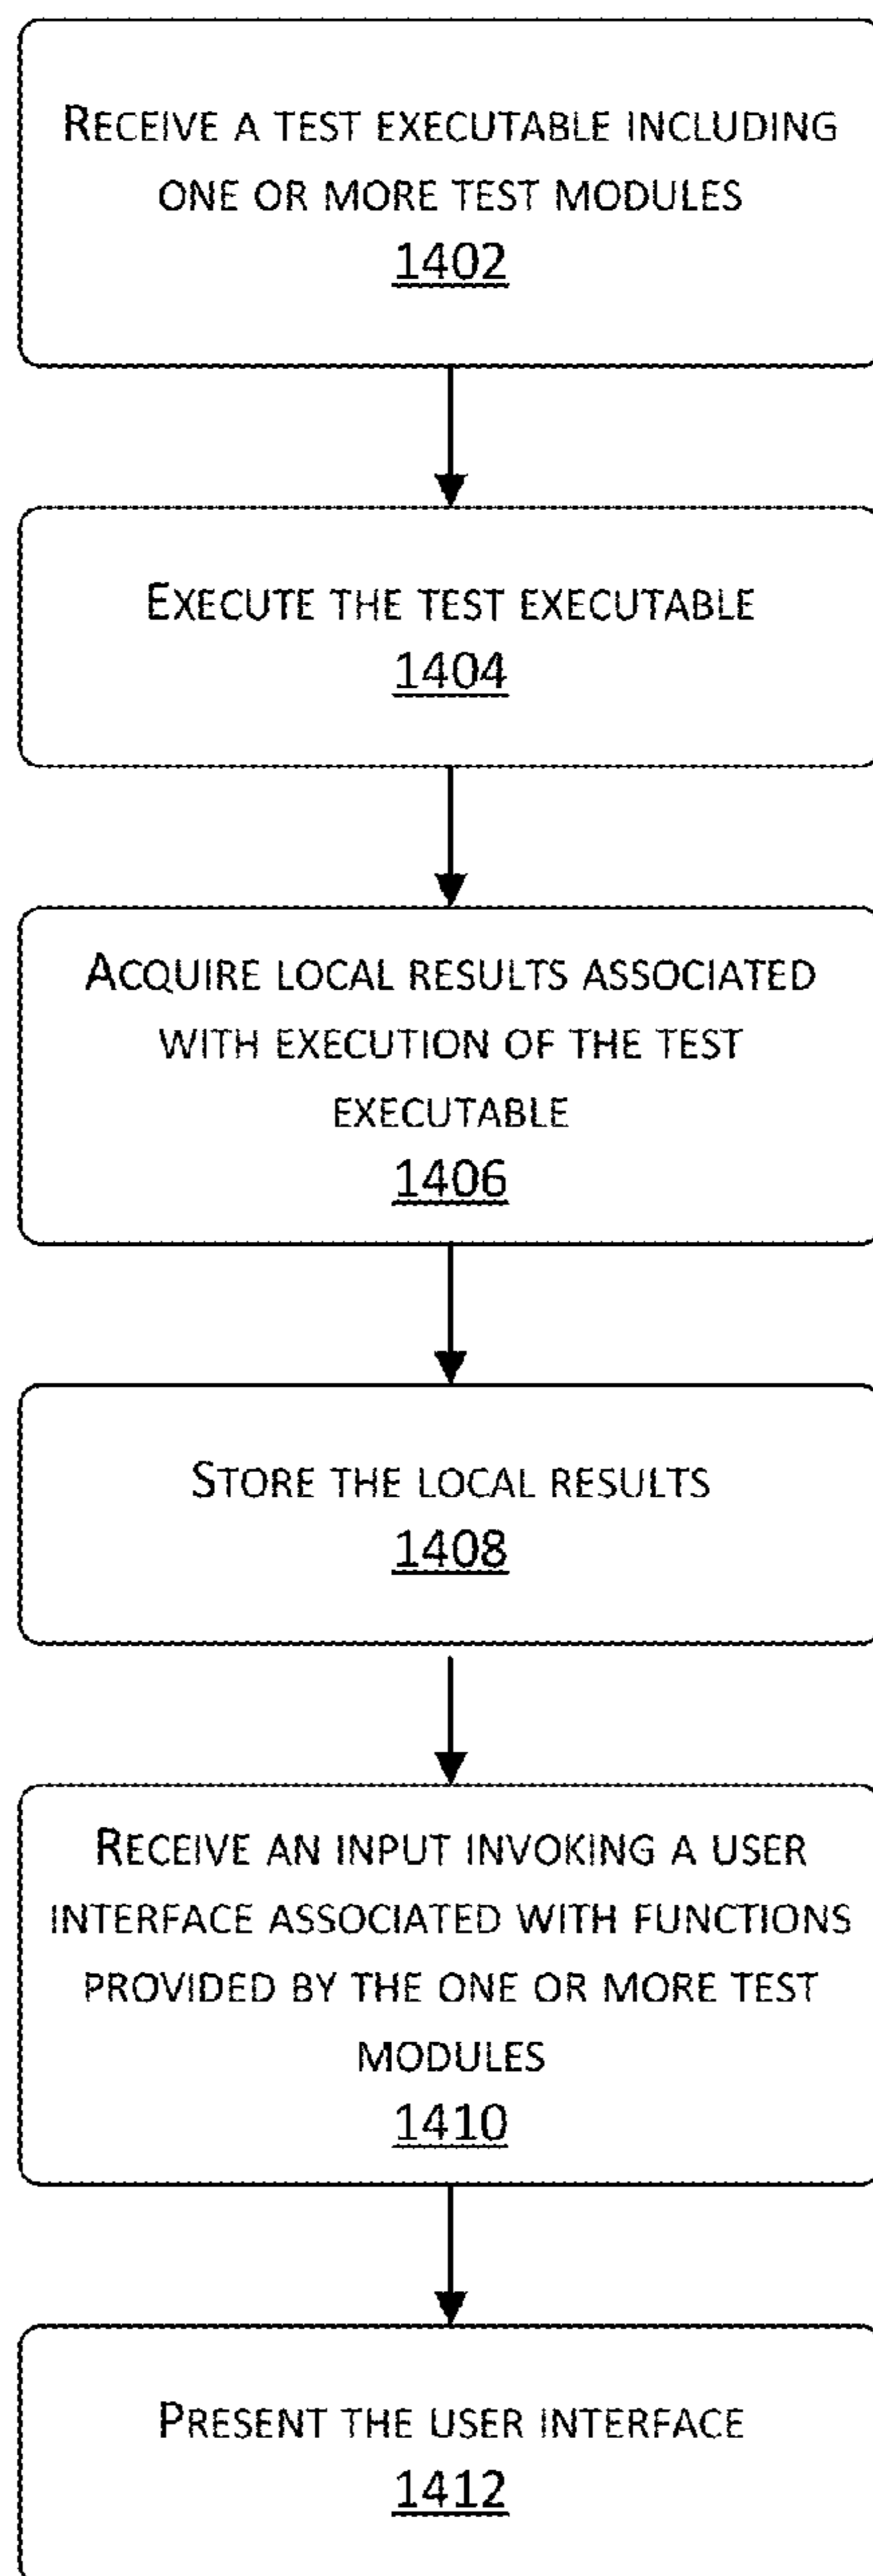 RECEIVE A TEST EXECUTABLE INCLUDING
ONE OR MORE TEST MODULES
1402
EXECUTE THE TEST EXECUTABLE
1404
ACQUIRE LOCAL RESULTS ASSOCIATED
WITH EXECUTION OF THE TEST
EXECUTABLE
1406
STORE THE LOCAL RESULTS
1408
RECEIVE AN INPUT INVOKING A USER
INTERFACE ASSOCIATED WITH FUNCTIONS
PROVIDED BY THE ONE OR MORE TEST
MODULES
1410
PRESENT THE USER INTERFACE
1412